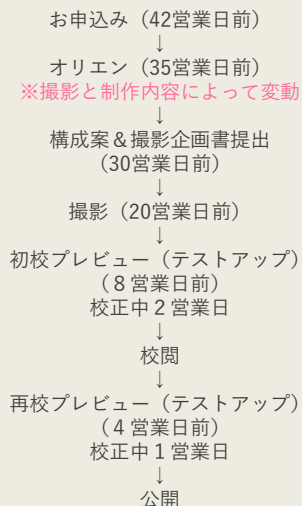 お申込み（42営業日前）
↓
オリエン（35営業日前）
※撮影と制作内容によって変動
↓
構成案＆撮影企画書提出
（30営業日前）
↓
撮影（20営業日前）
↓
初校プレビュー（テストアップ）
（８営業日前）
校正中２営業日
↓
校閲
↓
再校プレビュー（テストアップ）
（４営業日前）
校正中１営業日
↓
公開